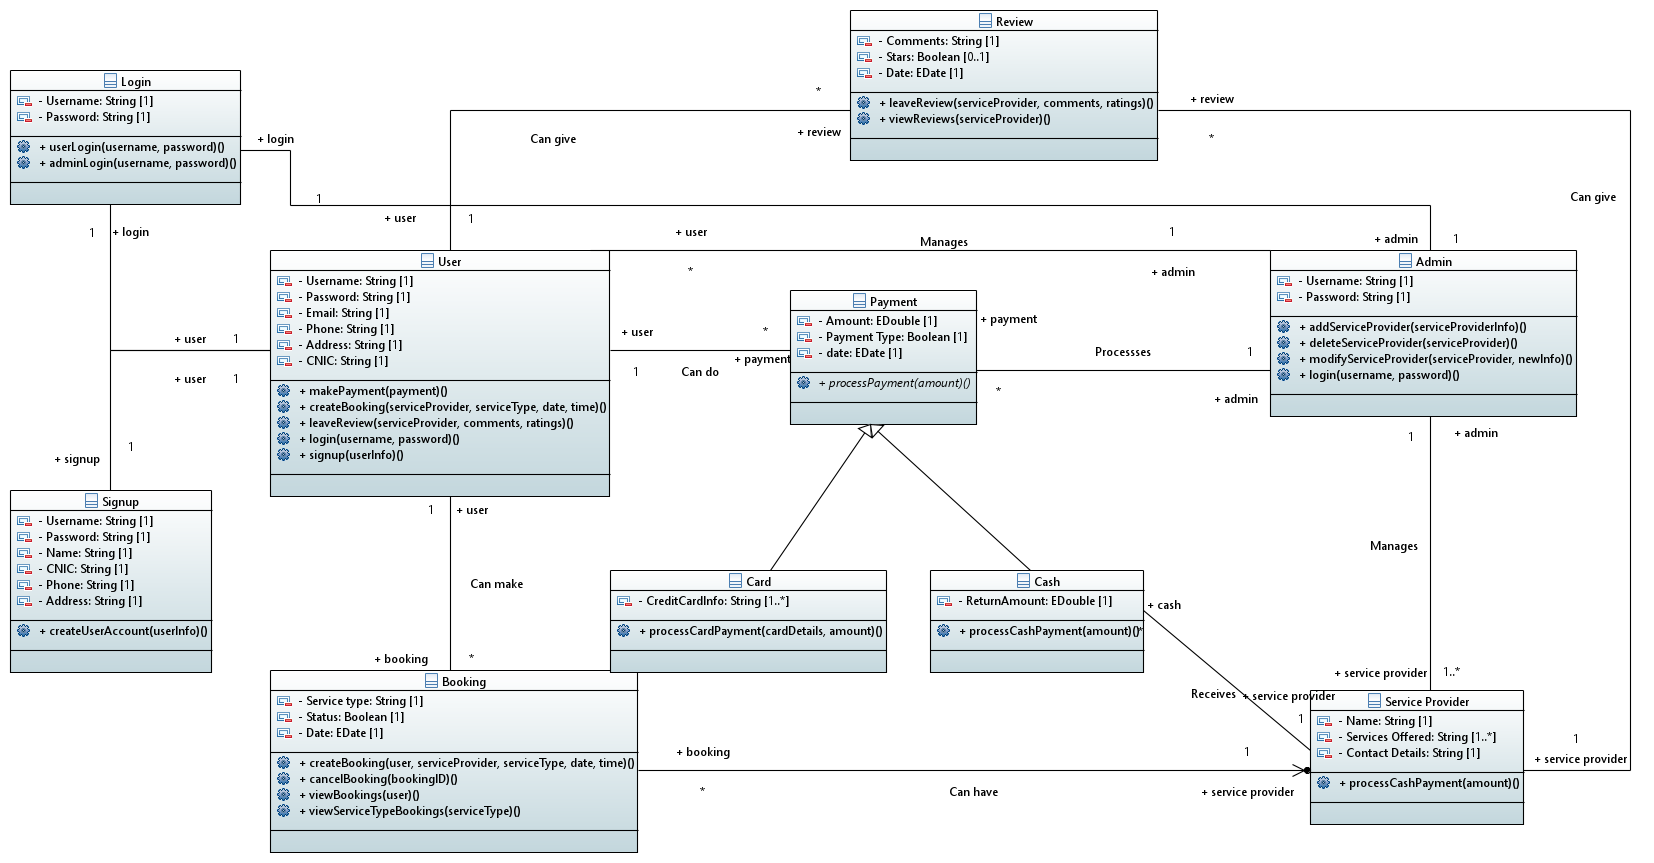 Review
- Comments: String [1]
- Stars: Boolean [0..1]
- Date: EDate [1]
+ leaveReview(serviceProvider, comments, ratings)()
+ viewReviews(serviceProvider)()
Login
- Username: String [1]
- Password: String [1]
+ userLogin(username, password)()
+ adminLogin(username, password)()
+ login
*
+ review
Can give
+ review
*
Can give
1
1
+ login
+ user
1
+ user
*
Manages
1
+ admin
+ admin
1
User
- Username: String [1]
- Password: String [1]
- Email: String [1]
- Phone: String [1]
- Address: String [1]
- CNIC: String [1]
+ makePayment(payment)()
+ createBooking(serviceProvider, serviceType, date, time)()
+ leaveReview(serviceProvider, comments, ratings)()
+ login(username, password)()
+ signup(userInfo)()
Admin
- Username: String [1]
- Password: String [1]
+ addServiceProvider(serviceProviderInfo)()
+ deleteServiceProvider(serviceProvider)()
+ modifyServiceProvider(serviceProvider, newInfo)()
+ login(username, password)()
Payment
- Amount: EDouble [1]
- Payment Type: Boolean [1]
- date: EDate [1]
+ processPayment(amount)()
+ user
1
Can do
*
+ payment
+ payment
*
Processses
1
+ admin
+ user
1
+ user
1
1
+ signup
1
+ admin
Signup
- Username: String [1]
- Password: String [1]
- Name: String [1]
- CNIC: String [1]
- Phone: String [1]
- Address: String [1]
+ createUserAccount(userInfo)()
1
+ user
Can make
+ booking
*
Manages
Card
- CreditCardInfo: String [1..*]
+ processCardPayment(cardDetails, amount)()
Cash
- ReturnAmount: EDouble [1]
+ processCashPayment(amount)()
+ cash
*
Receives
+ service provider
1
+ service provider
1..*
Booking
- Service type: String [1]
- Status: Boolean [1]
- Date: EDate [1]
+ createBooking(user, serviceProvider, serviceType, date, time)()
+ cancelBooking(bookingID)()
+ viewBookings(user)()
+ viewServiceTypeBookings(serviceType)()
+ booking
*
Can have
1
+ service provider
Service Provider
- Name: String [1]
- Services Offered: String [1..*]
- Contact Details: String [1]
+ processCashPayment(amount)()
1
+ service provider